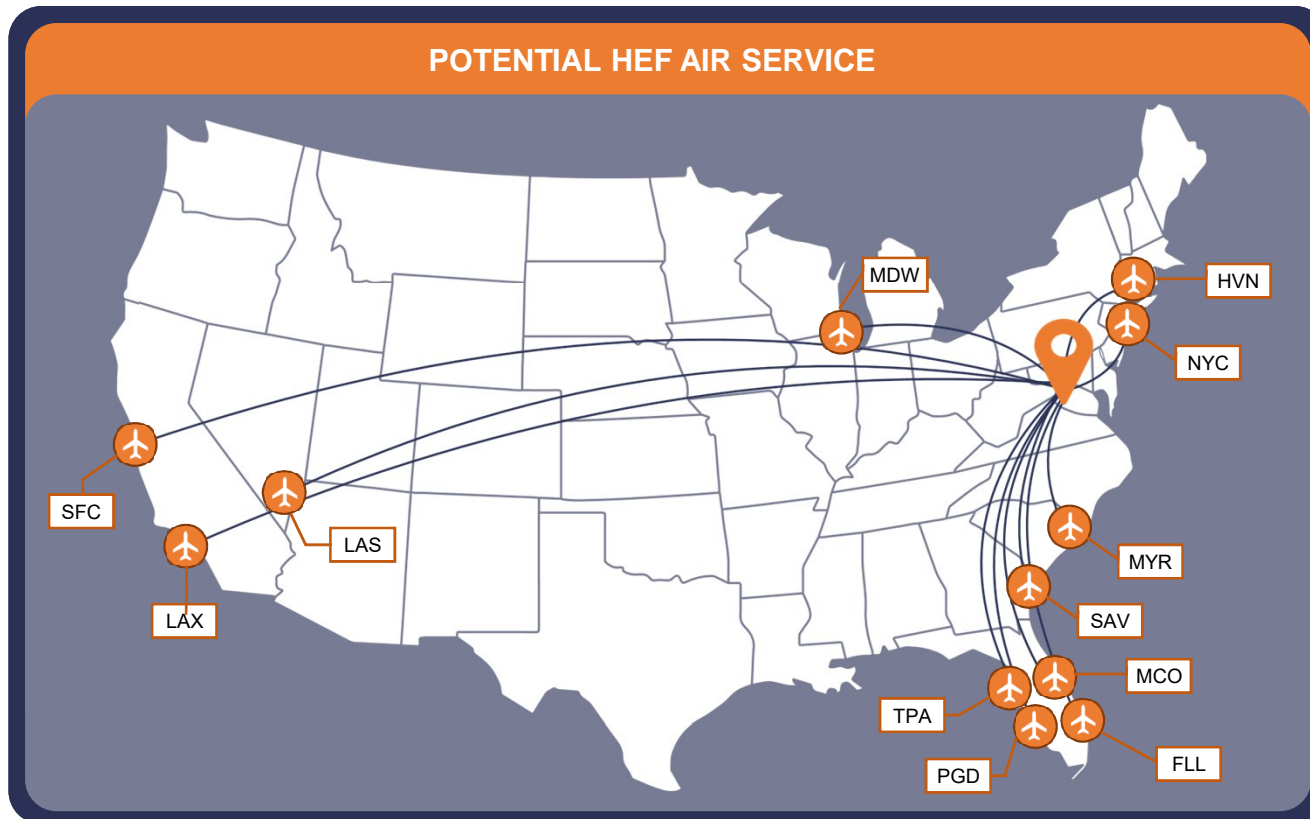 POTENTIAL HEF AIR SERVICE
MDW
HVN
NYC
SFC
LAS
LAX
MYR
SAV
MCO
TPA
FLL
PGD